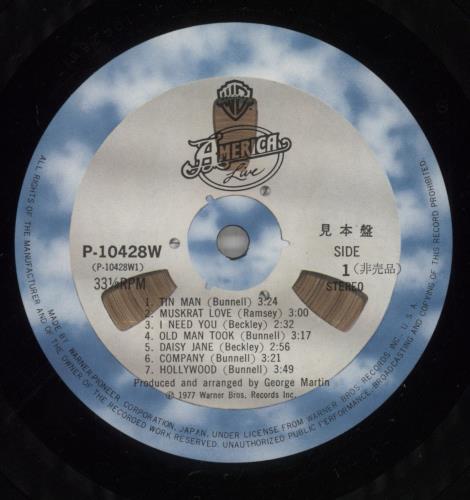 WB
AMERICA
Live
見本盤
P-10428W
SIDE
(P-10428W1)
1 (非売品)
33⅓RPM
STEREO
1. TIN MAN (Bunnell) 3:24
2. MUSKRAT LOVE (Ramsey) 3:00
3. I NEED YOU (Beckley) 2:32
4. OLD MAN TOOK (Bunnell) 3:17
5. DAISY JANE (Beckley) 2:56
6. COMPANY (Bunnell) 3:21
7. HOLLYWOOD (Bunnell) 3:49
Produced and arranged by George Martin
℗ 1977 Warner Bros. Records Inc.
ALL RIGHTS OF THE MANUFACTURER AND OF THE OWNER OF THE RECORDED WORK RESERVED. UNAUTHORIZED PUBLIC PERFORMANCE, BROADCASTING AND COPYING OF THIS RECORD PROHIBITED.
MADE BY WARNER-PIONEER CORPORATION, JAPAN, UNDER LICENSE FROM WARNER BROS RECORDS INC., U.S.A.